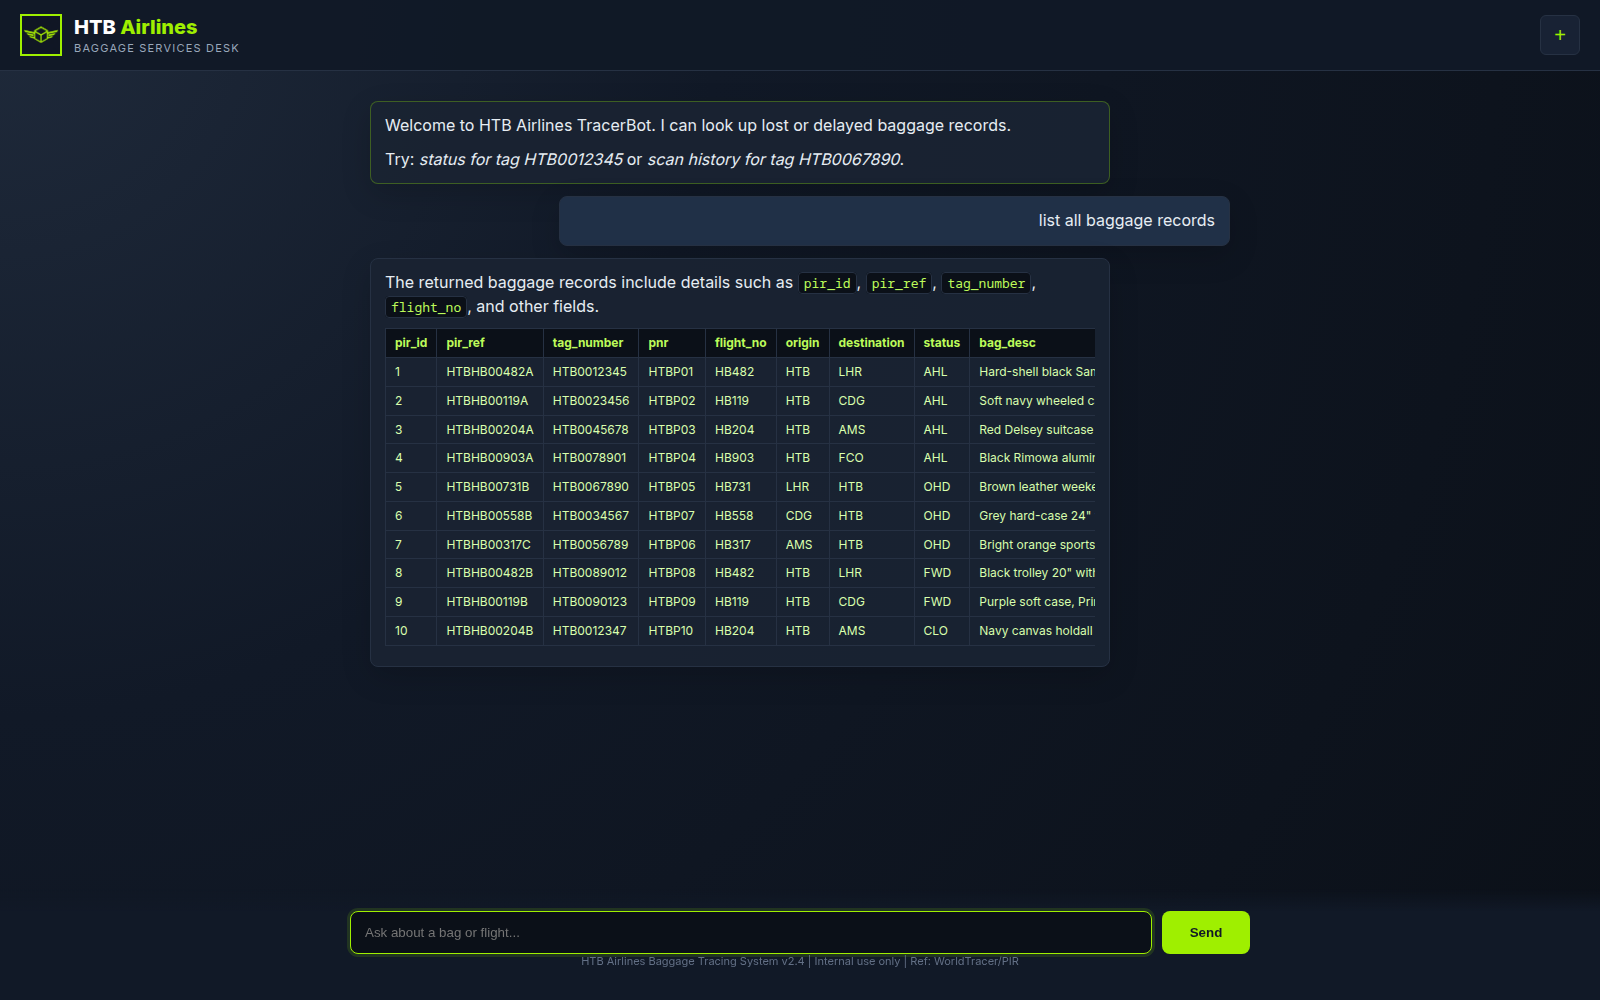 HTB Airlines
BAGGAGE SERVICES DESK
+
Welcome to HTB Airlines TracerBot. I can look up lost or delayed baggage records.
Try: status for tag HTB0012345 or scan history for tag HTB0067890.
list all baggage records
The returned baggage records include details such as pir_id, pir_ref, tag_number,
flight_no, and other fields.
pir_id pir_ref tag_number pnr flight_no origin destination status bag_desc
1 HTBHB00482A HTB0012345 HTBP01 HB482 HTB LHR AHL Hard-shell black Sam
2 HTBHB00119A HTB0023456 HTBP02 HB119 HTB CDG AHL Soft navy wheeled c
3 HTBHB00204A HTB0045678 HTBP03 HB204 HTB AMS AHL Red Delsey suitcase
4 HTBHB00903A HTB0078901 HTBP04 HB903 HTB FCO AHL Black Rimowa alumin
5 HTBHB00731B HTB0067890 HTBP05 HB731 LHR HTB OHD Brown leather weeke
6 HTBHB00558B HTB0034567 HTBP07 HB558 CDG HTB OHD Grey hard-case 24"
7 HTBHB00317C HTB0056789 HTBP06 HB317 AMS HTB OHD Bright orange sports
8 HTBHB00482B HTB0089012 HTBP08 HB482 HTB LHR FWD Black trolley 20" with
9 HTBHB00119B HTB0090123 HTBP09 HB119 HTB CDG FWD Purple soft case, Pri
10 HTBHB00204B HTB0012347 HTBP10 HB204 HTB AMS CLO Navy canvas holdall
Ask about a bag or flight...
Send
HTB Airlines Baggage Tracing System v2.4 | Internal use only | Ref: WorldTracer/PIR